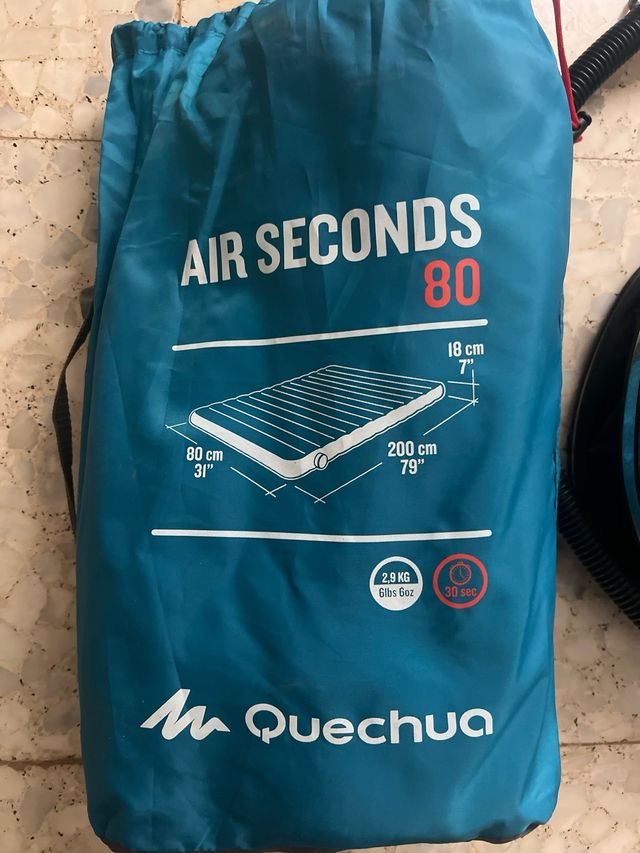 AIR SECONDS
80
18 cm
7"
80 cm
31"
200 cm
79"
2,9 KG
6lbs 6oz
30 sec
Quechua